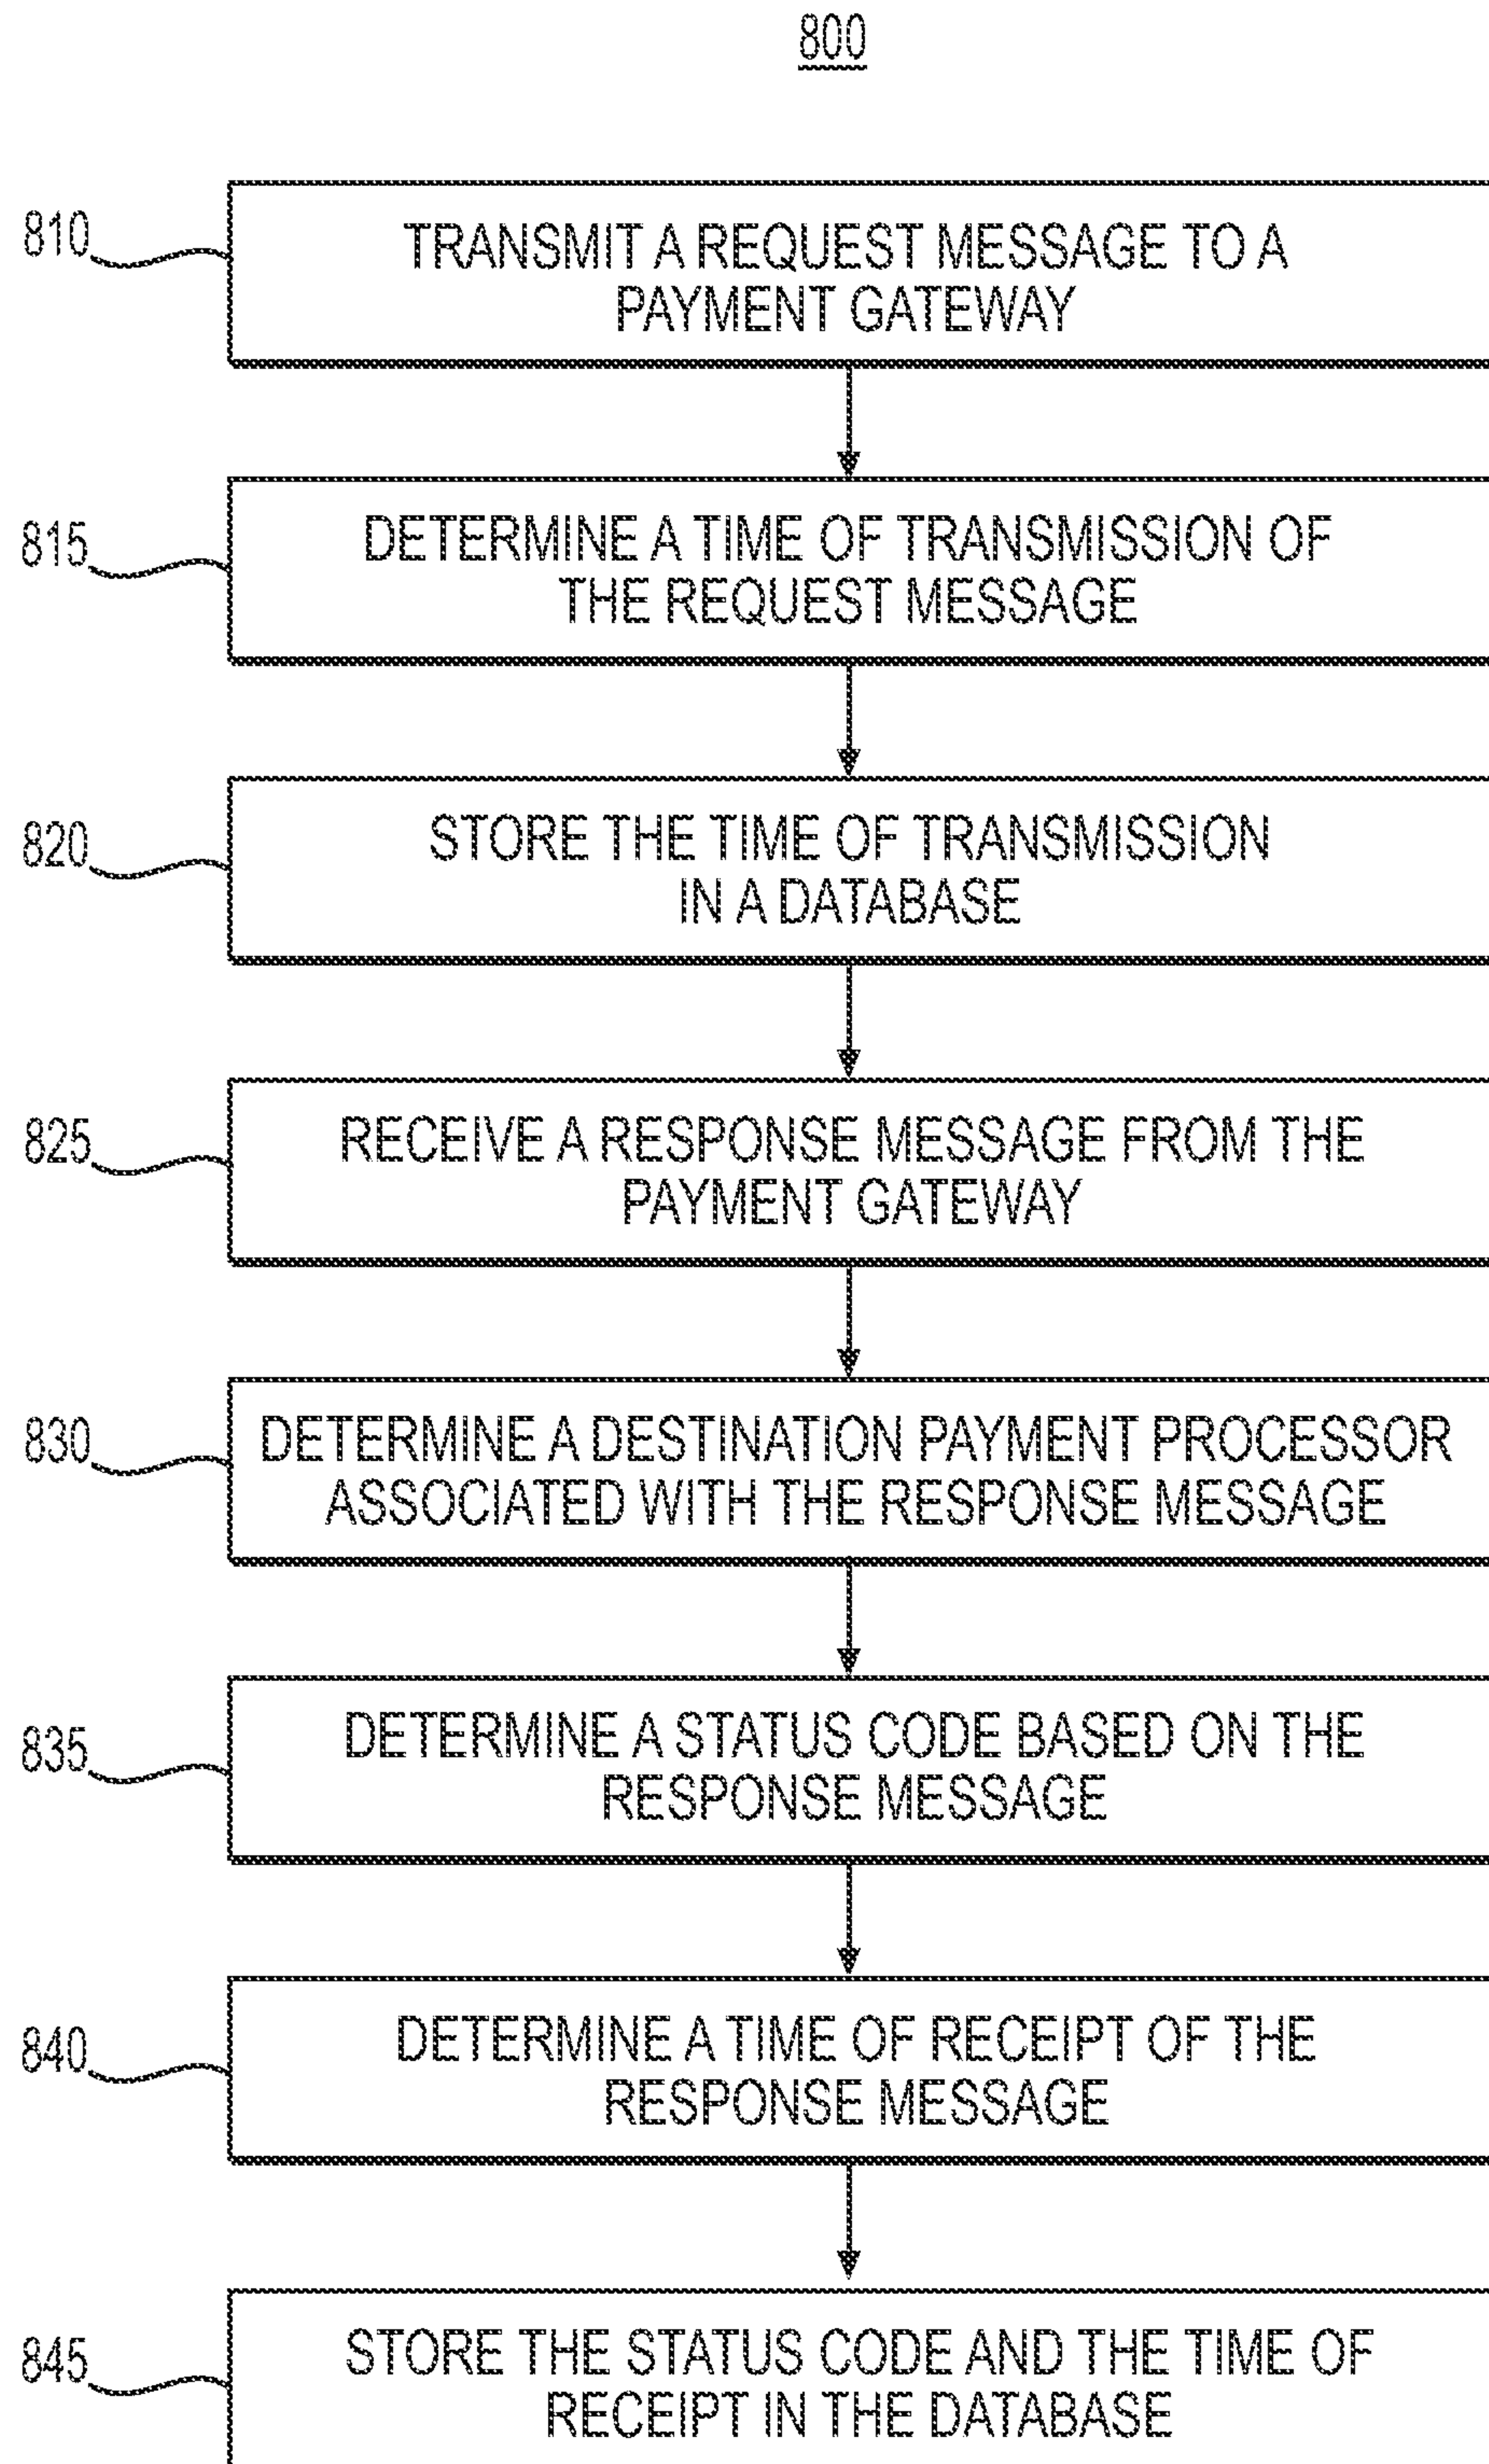 800
810
TRANSMIT A REQUEST MESSAGE TO A
PAYMENT GATEWAY
815
DETERMINE A TIME OF TRANSMISSION OF
THE REQUEST MESSAGE
820
STORE THE TIME OF TRANSMISSION
IN A DATABASE
825
RECEIVE A RESPONSE MESSAGE FROM THE
PAYMENT GATEWAY
830
DETERMINE A DESTINATION PAYMENT PROCESSOR
ASSOCIATED WITH THE RESPONSE MESSAGE
835
DETERMINE A STATUS CODE BASED ON THE
RESPONSE MESSAGE
840
DETERMINE A TIME OF RECEIPT OF THE
RESPONSE MESSAGE
845
STORE THE STATUS CODE AND THE TIME OF
RECEIPT IN THE DATABASE